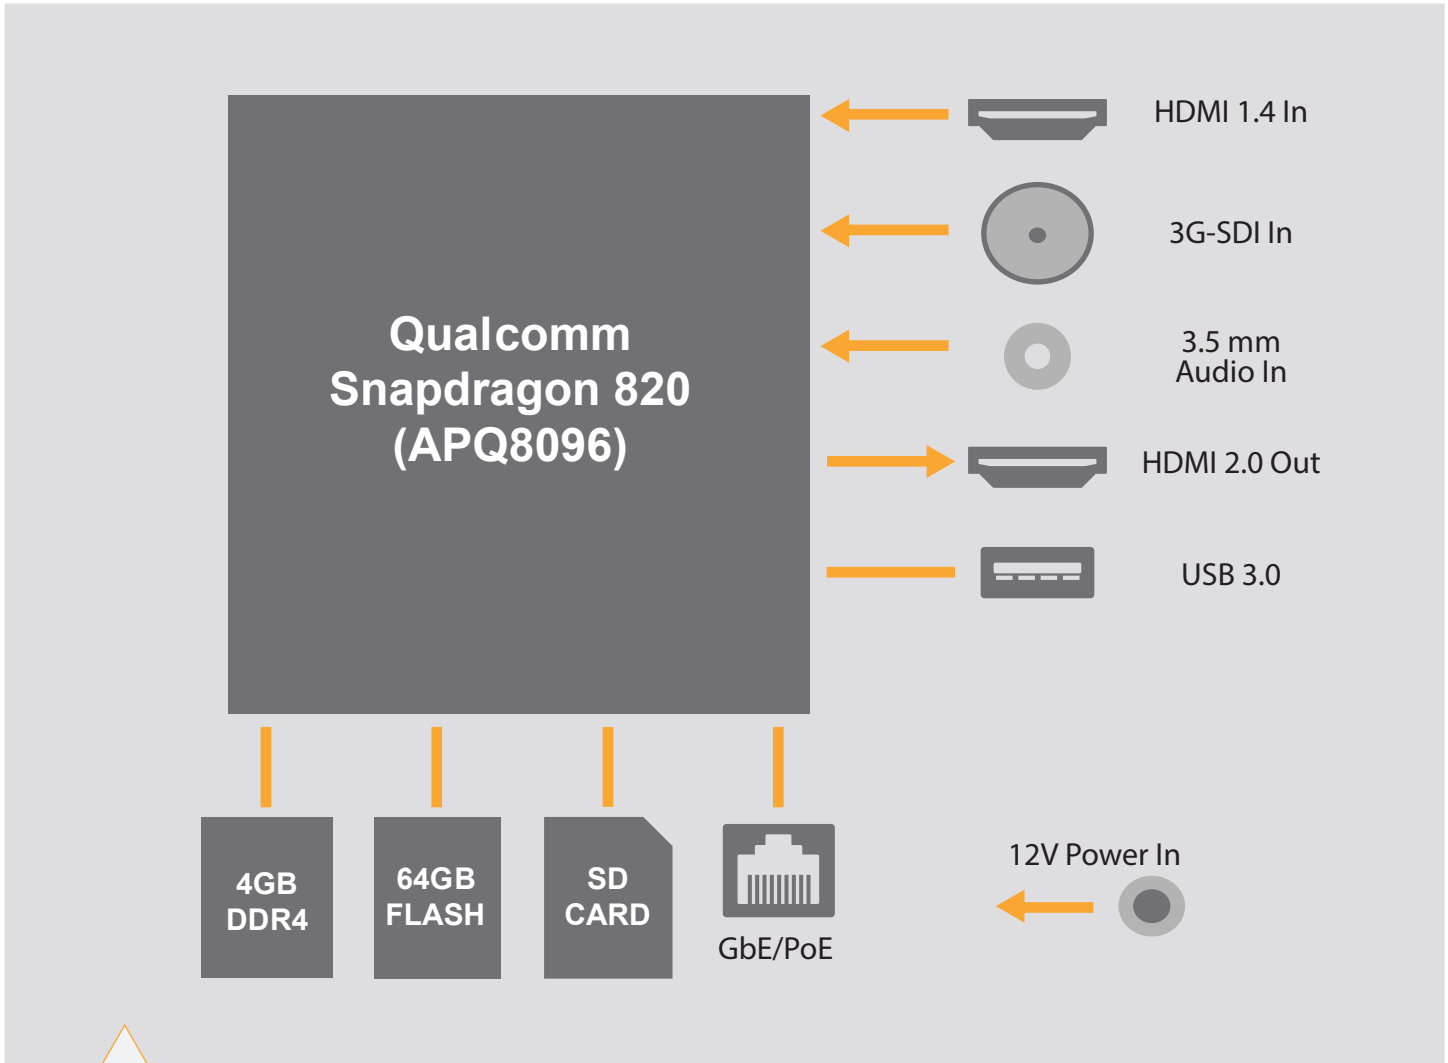 Qualcomm
Snapdragon 820
(APQ8096)
HDMI 1.4 In
3G-SDI In
3.5 mm
Audio In
HDMI 2.0 Out
USB 3.0
4GB
DDR4
64GB
FLASH
SD
CARD
GbE/PoE
12V Power In